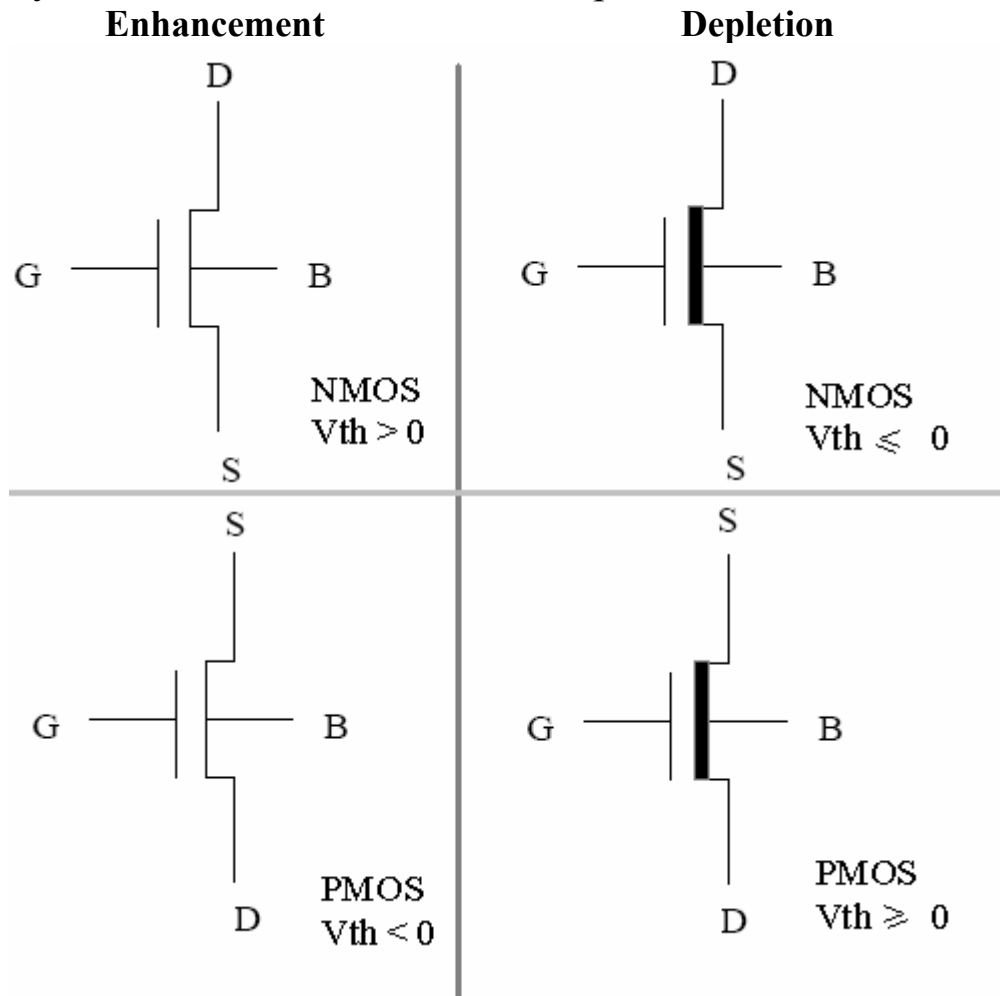 Enhancement
Depletion
D
G
B
NMOS
Vth > 0
S
D
G
B
NMOS
Vth ⩽ 0
S
S
G
B
PMOS
Vth < 0
D
S
G
B
PMOS
Vth ⩾ 0
D